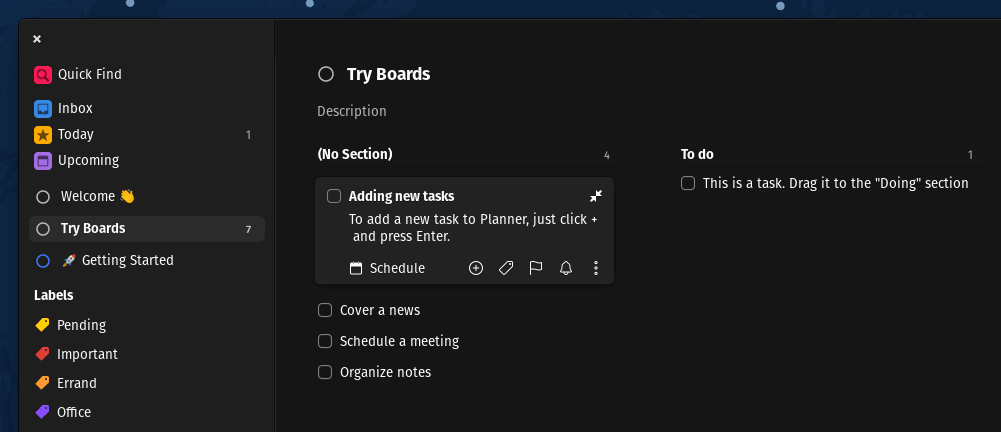 Quick Find
Inbox
Today 1
Upcoming
Welcome 👋
Try Boards 7
🚀 Getting Started
Labels
Pending
Important
Errand
Office
Try Boards
Description
(No Section) 4
Adding new tasks
To add a new task to Planner, just click +
and press Enter.
Schedule
Cover a news
Schedule a meeting
Organize notes
To do 1
This is a task. Drag it to the "Doing" section